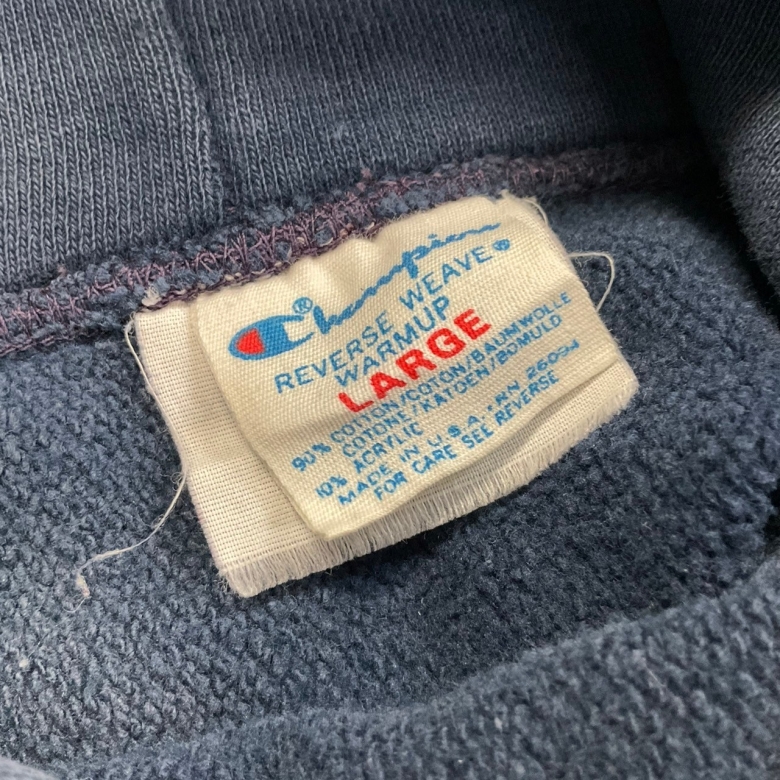 Champion®
REVERSE WEAVE
WARMUP
LARGE
90% COTTON/COTON/BAUMWOLLE
COTONE/KATOEN/BOMULD
10% ACRYLIC
MADE IN U.S.A. RN 26094
FOR CARE SEE REVERSE